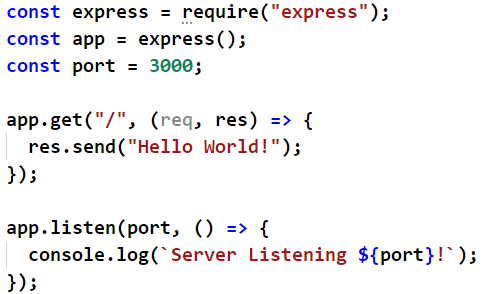 const express = require("express");
const app = express();
const port = 3000;
app.get("/", (req, res) => {
  res.send("Hello World!");
});
app.listen(port, () => {
  console.log(`Server Listening ${port}!`);
});